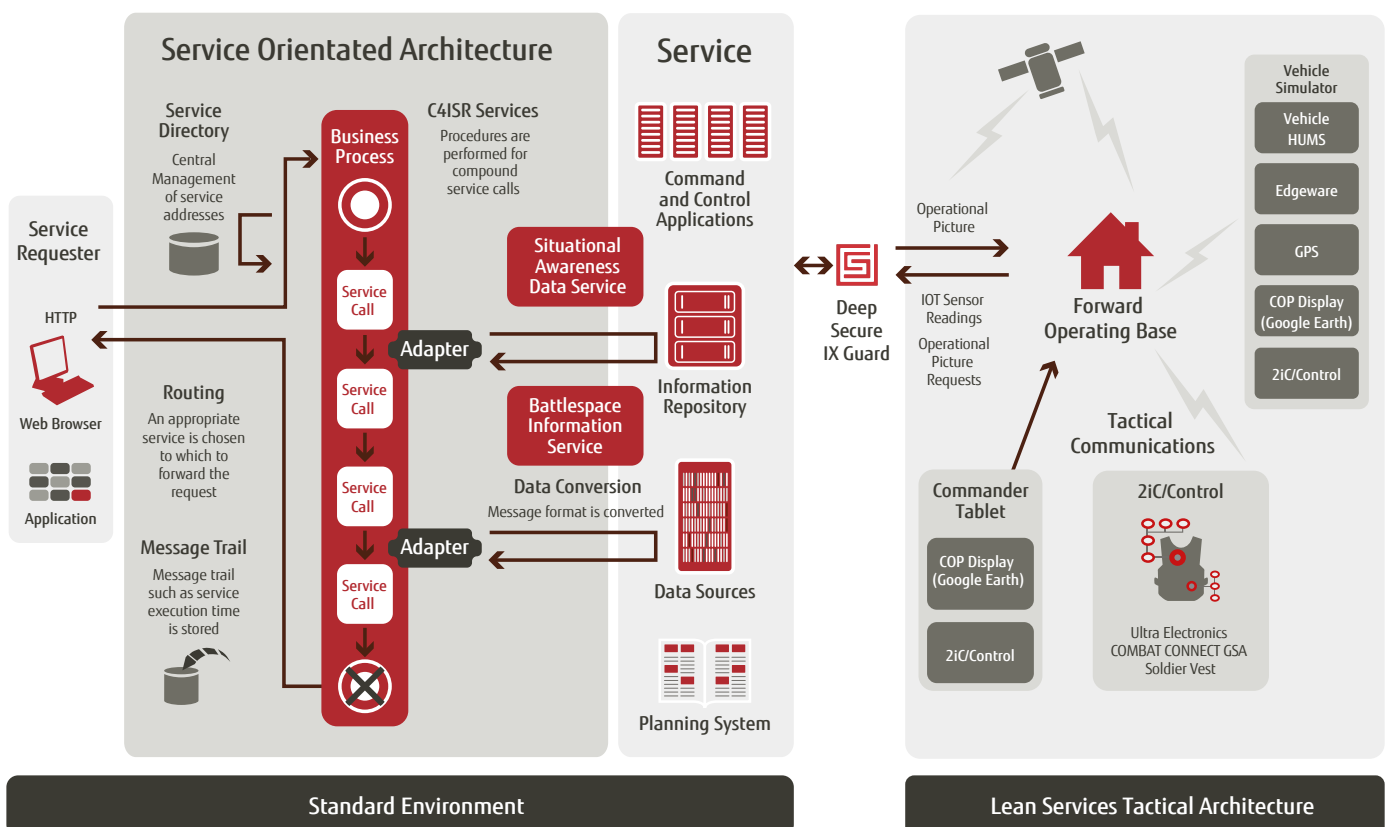 Service Orientated Architecture
Service
Requester
HTTP
Web Browser
Application
Service
Directory
Central
Management
of service
addresses
Routing
An appropriate
service is chosen
to which to
forward the
request
Message Trail
Message trail
such as service
execution time
is stored
Business
Process
Service
Call
Service
Call
Service
Call
Service
Call
C4ISR Services
Procedures are
performed for
compound
service calls
Situational
Awareness
Data Service
Adapter
Battlespace
Information
Service
Data Conversion
Message format is converted
Adapter
Service
Command
and Control
Applications
Information
Repository
Data Sources
Planning System
Deep
Secure
IX Guard
Operational
Picture
IOT Sensor
Readings
Operational
Picture
Requests
Forward
Operating Base
Vehicle
Simulator
Vehicle
HUMS
Edgeware
GPS
COP Display
(Google Earth)
2iC/Control
Tactical
Communications
Commander
Tablet
COP Display
(Google Earth)
2iC/Control
2iC/Control
Ultra Electronics
COMBAT CONNECT GSA
Soldier Vest
Standard Environment
Lean Services Tactical Architecture